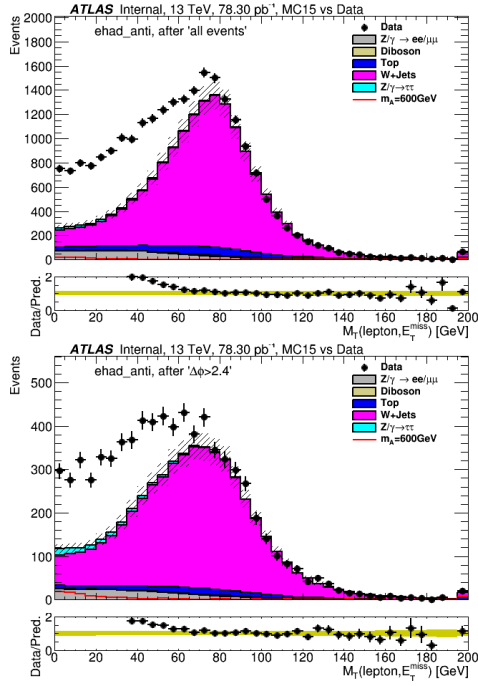 ATLAS Internal, 13 TeV, 78.30 pb⁻¹, MC15 vs Data
Events
2000
1800
1600
1400
1200
1000
800
600
400
200
0
ehad_anti, after 'all events'
Data
Z/γ → ee/μμ
Diboson
Top
W+Jets
Z/γ→ττ
m_A=600GeV
Data/Pred.
2
1
0
0 20 40 60 80 100 120 140 160 180 200
M_T(lepton,E_T^miss) [GeV]
ATLAS Internal, 13 TeV, 78.30 pb⁻¹, MC15 vs Data
Events
500
400
300
200
100
0
ehad_anti, after 'Δϕ>2.4'
Data
Z/γ → ee/μμ
Diboson
Top
W+Jets
Z/γ→ττ
m_A=600GeV
Data/Pred.
2
1
0
0 20 40 60 80 100 120 140 160 180 200
M_T(lepton,E_T^miss) [GeV]